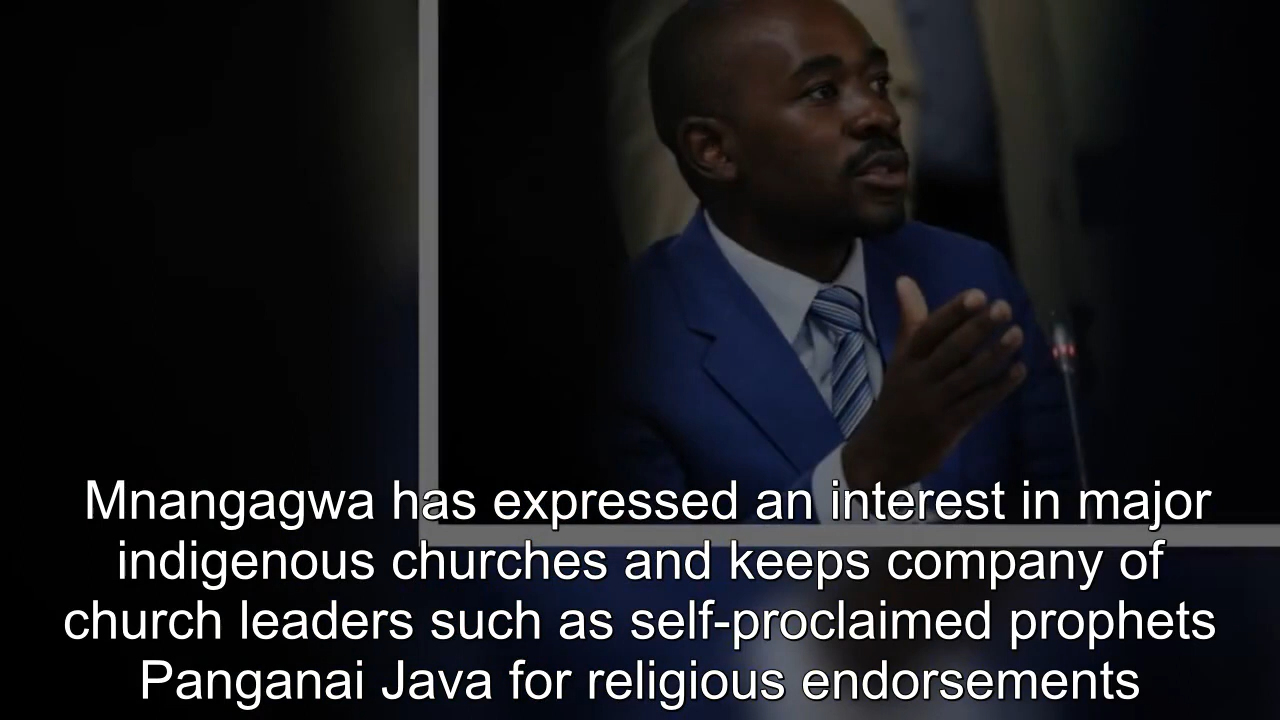 Mnangagwa has expressed an interest in major
indigenous churches and keeps company of
church leaders such as self-proclaimed prophets
Panganai Java for religious endorsements